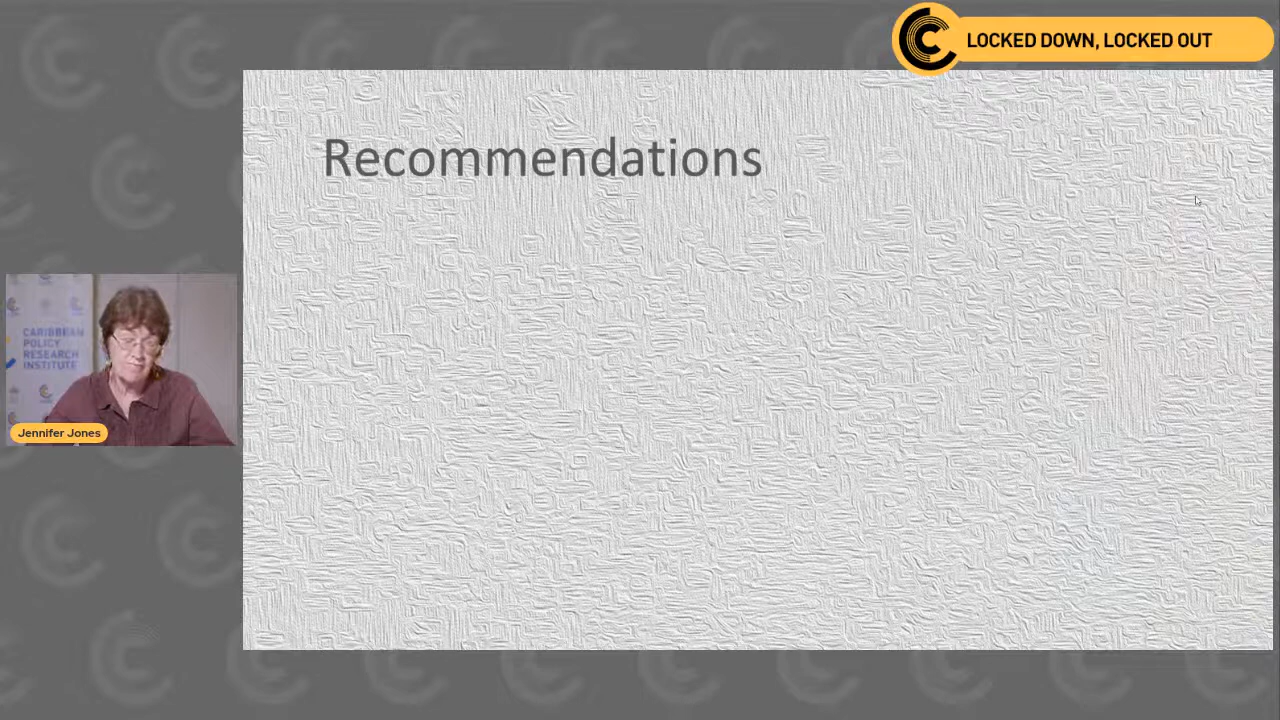 LOCKED DOWN, LOCKED OUT
Recommendations
CARIBBEAN
POLICY
RESEARCH
INSTITUTE
Jennifer Jones